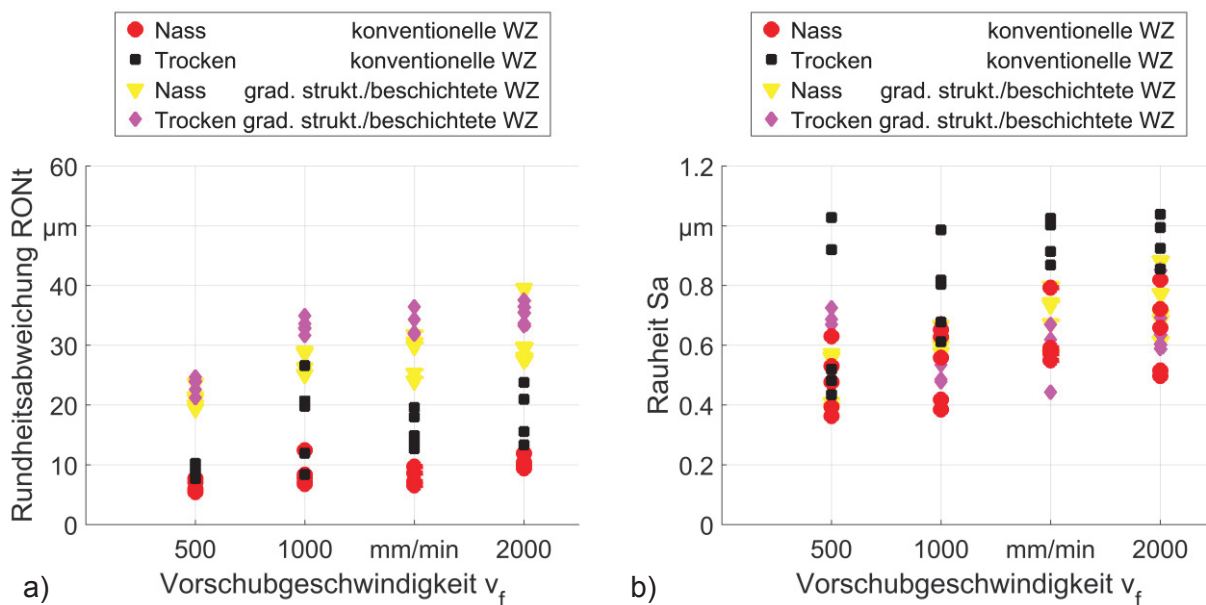 Nass konventionelle WZ
Trocken konventionelle WZ
Nass grad. strukt./beschichtete WZ
Trocken grad. strukt./beschichtete WZ
Rundheitsabweichung RONt
60
µm
40
30
20
10
0
500 1000 mm/min 2000
Vorschubgeschwindigkeit v_f
a)
Nass konventionelle WZ
Trocken konventionelle WZ
Nass grad. strukt./beschichtete WZ
Trocken grad. strukt./beschichtete WZ
Rauheit Sa
1.2
µm
0.8
0.6
0.4
0.2
0
500 1000 mm/min 2000
Vorschubgeschwindigkeit v_f
b)